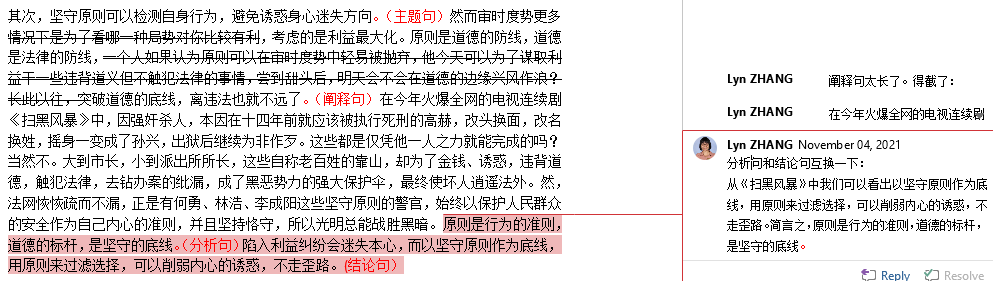 其次，坚守原则可以检测自身行为，避免诱惑身心迷失方向。（主题句）然而审时度势更多
情况下是为了看哪一种局势对你比较有利，考虑的是利益最大化。原则是道德的防线，道德
是法律的防线，一个人如果认为原则可以在审时度势中轻易被抛弃，他今天可以为了谋取利
益干一些违背道义但不触犯法律的事情，尝到甜头后，明天会不会在道德的边缘兴风作浪？
长此以往，突破道德的底线，离违法也就不远了。（阐释句）在今年火爆全网的电视连续剧
《扫黑风暴》中，因强奸杀人，本因在十四年前就应该被执行死刑的高赫，改头换面，改名
换姓，摇身一变成了孙兴，出狱后继续为非作歹。这些都是仅凭他一人之力就能完成的吗？
当然不。大到市长，小到派出所所长，这些自称老百姓的靠山，却为了金钱、诱惑，违背道
德，触犯法律，去钻办案的纰漏，成了黑恶势力的强大保护伞，最终使坏人逍遥法外。然，
法网恢恢疏而不漏，正是有何勇、林浩、李成阳这些坚守原则的警官，始终以保护人民群众
的安全作为自己内心的准则，并且坚持恪守，所以光明总能战胜黑暗。原则是行为的准则，
道德的标杆，是坚守的底线。（分析句）陷入利益纠纷会迷失本心，而以坚守原则作为底线，
用原则来过滤选择，可以削弱内心的诱惑，不走歪路。(结论句）
Lyn ZHANG 阐释句太长了。得截了：
Lyn ZHANG 在今年火爆全网的电视连续剧
Lyn ZHANG November 04, 2021
分析句和结论句互换一下：
从《扫黑风暴》中我们可以看出以坚守原则作为底
线，用原则来过滤选择，可以削弱内心的诱惑，不
走歪路。简言之，原则是行为的准则，道德的标杆，
是坚守的底线。
Reply Resolve